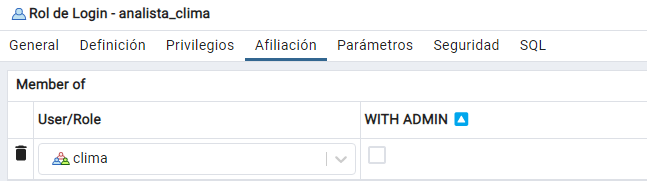 Rol de Login - analista_clima
General Definición Privilegios Afiliación Parámetros Seguridad SQL
Member of
User/Role WITH ADMIN
clima